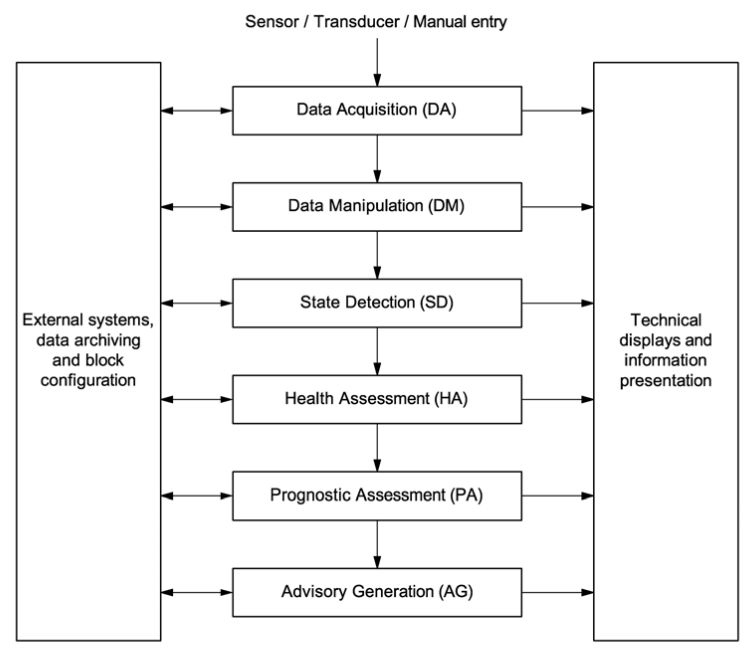 Sensor / Transducer / Manual entry
Data Acquisition (DA)
Data Manipulation (DM)
State Detection (SD)
Health Assessment (HA)
Prognostic Assessment (PA)
Advisory Generation (AG)
External systems,
data archiving
and block
configuration
Technical
displays and
information
presentation